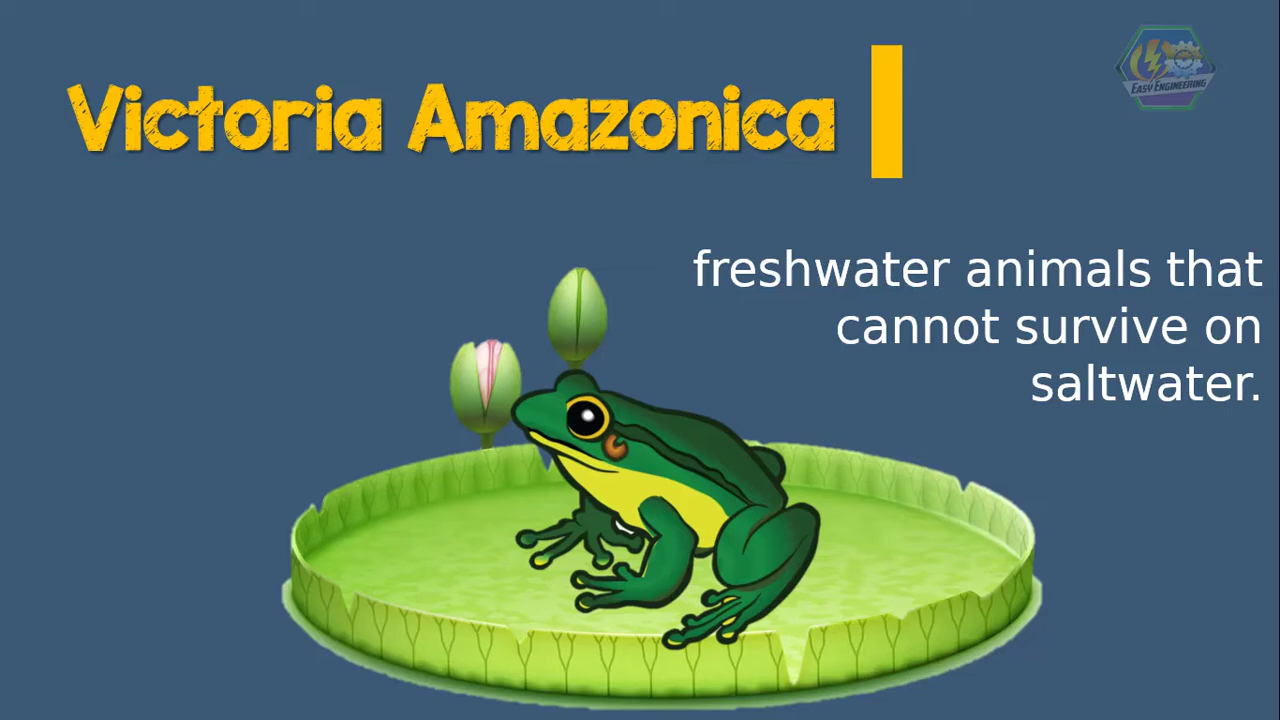 Victoria Amazonica
EASY ENGINEERING
freshwater animals that
cannot survive on
saltwater.